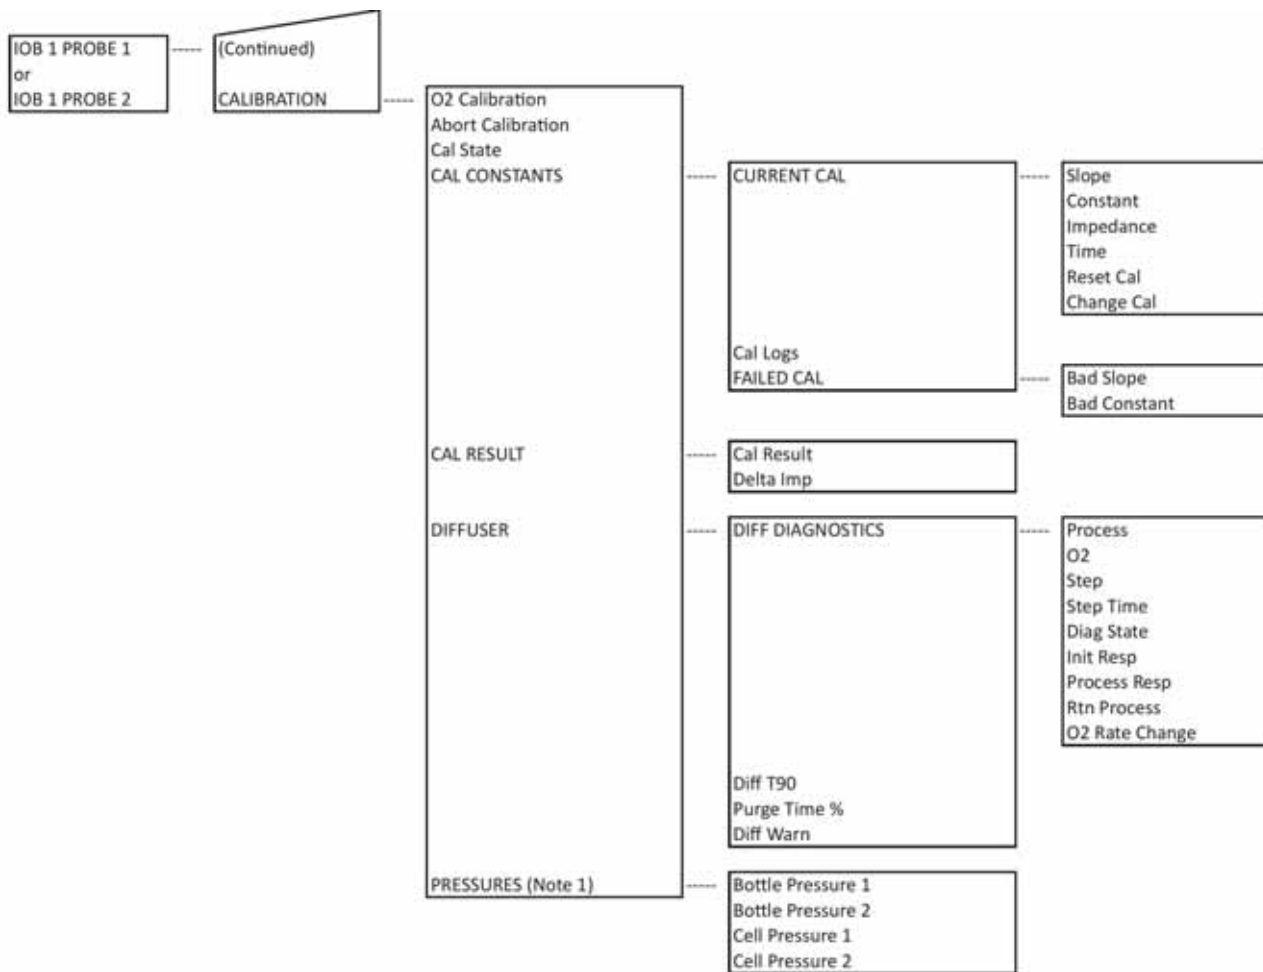 IOB 1 PROBE 1
or
IOB 1 PROBE 2
(Continued)
CALIBRATION
O2 Calibration
Abort Calibration
Cal State
CAL CONSTANTS
CURRENT CAL
Slope
Constant
Impedance
Time
Reset Cal
Change Cal
Cal Logs
FAILED CAL
Bad Slope
Bad Constant
CAL RESULT
Cal Result
Delta Imp
DIFFUSER
DIFF DIAGNOSTICS
Process
O2
Step
Step Time
Diag State
Init Resp
Process Resp
Rtn Process
O2 Rate Change
Diff T90
Purge Time %
Diff Warn
PRESSURES (Note 1)
Bottle Pressure 1
Bottle Pressure 2
Cell Pressure 1
Cell Pressure 2